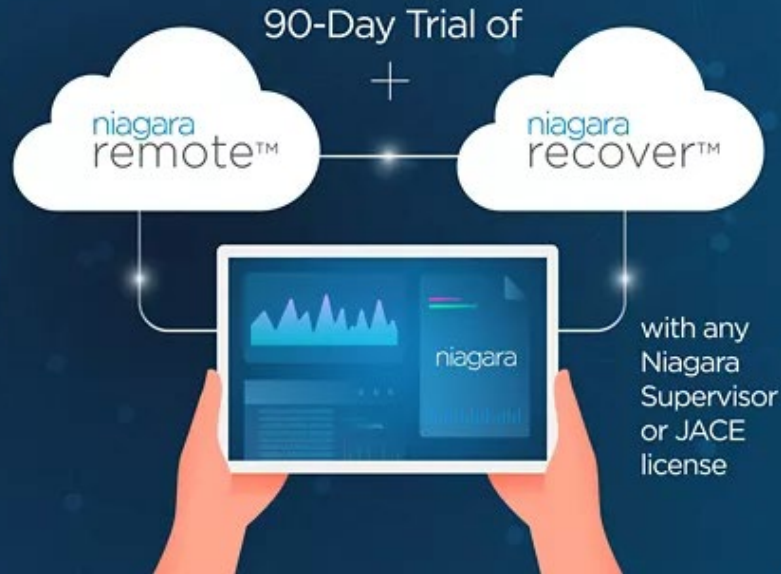 90-Day Trial of
+
niagara
remote™
niagara
recover™
niagara
with any
Niagara
Supervisor
or JACE
license